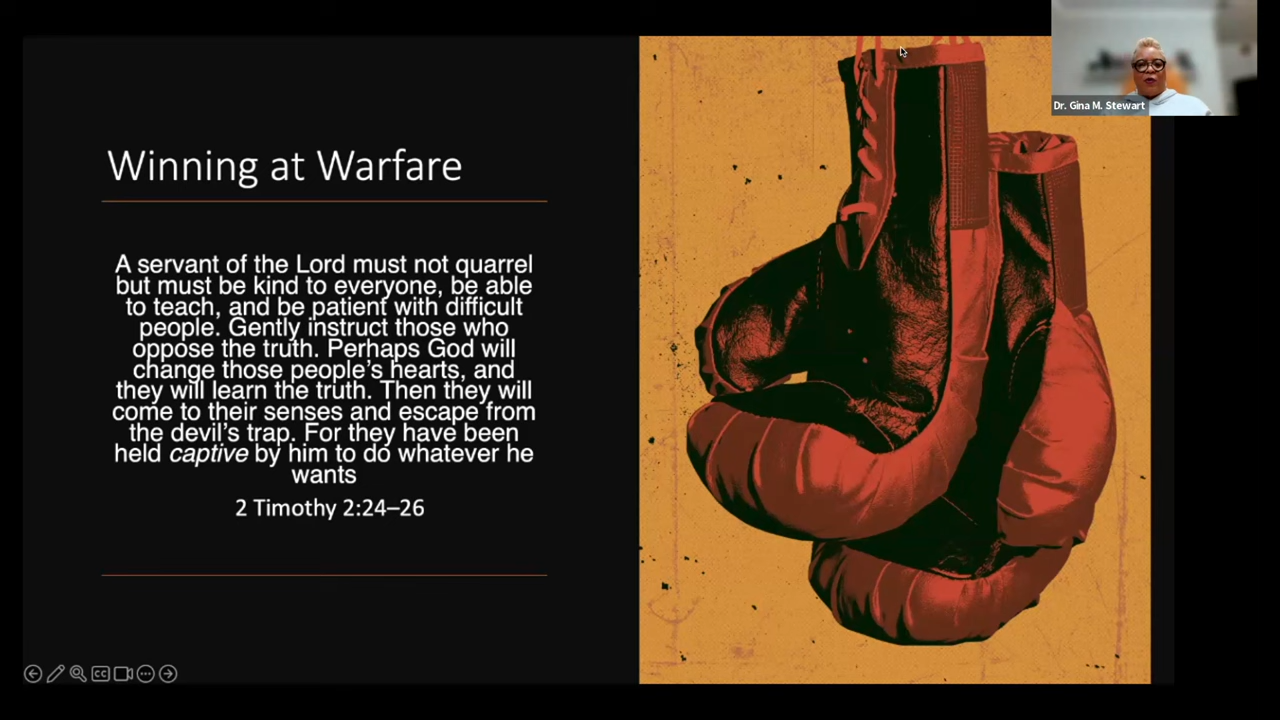 Dr. Gina M. Stewart
Winning at Warfare
A servant of the Lord must not quarrel
but must be kind to everyone, be able
to teach, and be patient with difficult
people. Gently instruct those who
oppose the truth. Perhaps God will
change those people’s hearts, and
they will learn the truth. Then they will
come to their senses and escape from
the devil’s trap. For they have been
held captive by him to do whatever he
wants
2 Timothy 2:24–26
CC